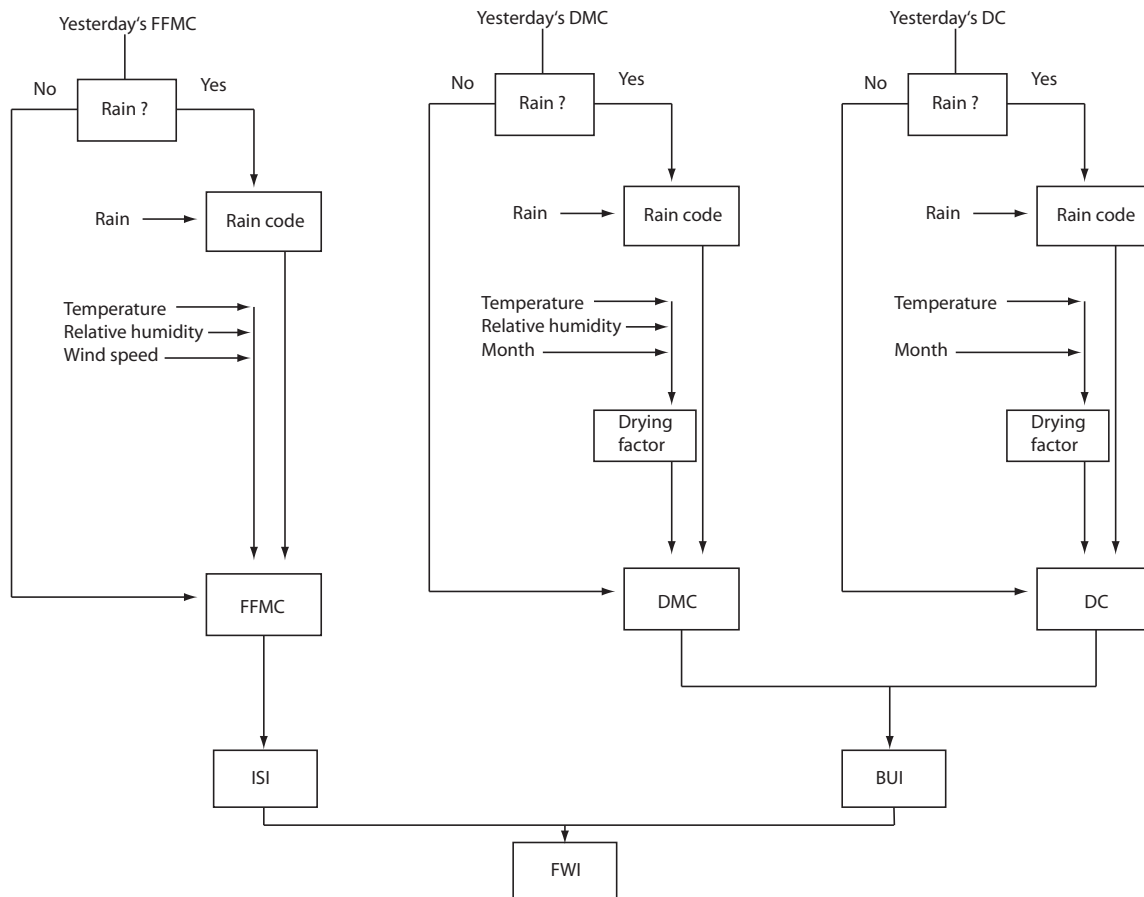 Yesterday‘s FFMC
No
Yes
Rain ?
Rain
Rain code
Temperature
Relative humidity
Wind speed
FFMC
ISI
Yesterday‘s DMC
No
Yes
Rain ?
Rain
Rain code
Temperature
Relative humidity
Month
Drying
factor
DMC
Yesterday‘s DC
No
Yes
Rain ?
Rain
Rain code
Temperature
Month
Drying
factor
DC
BUI
FWI